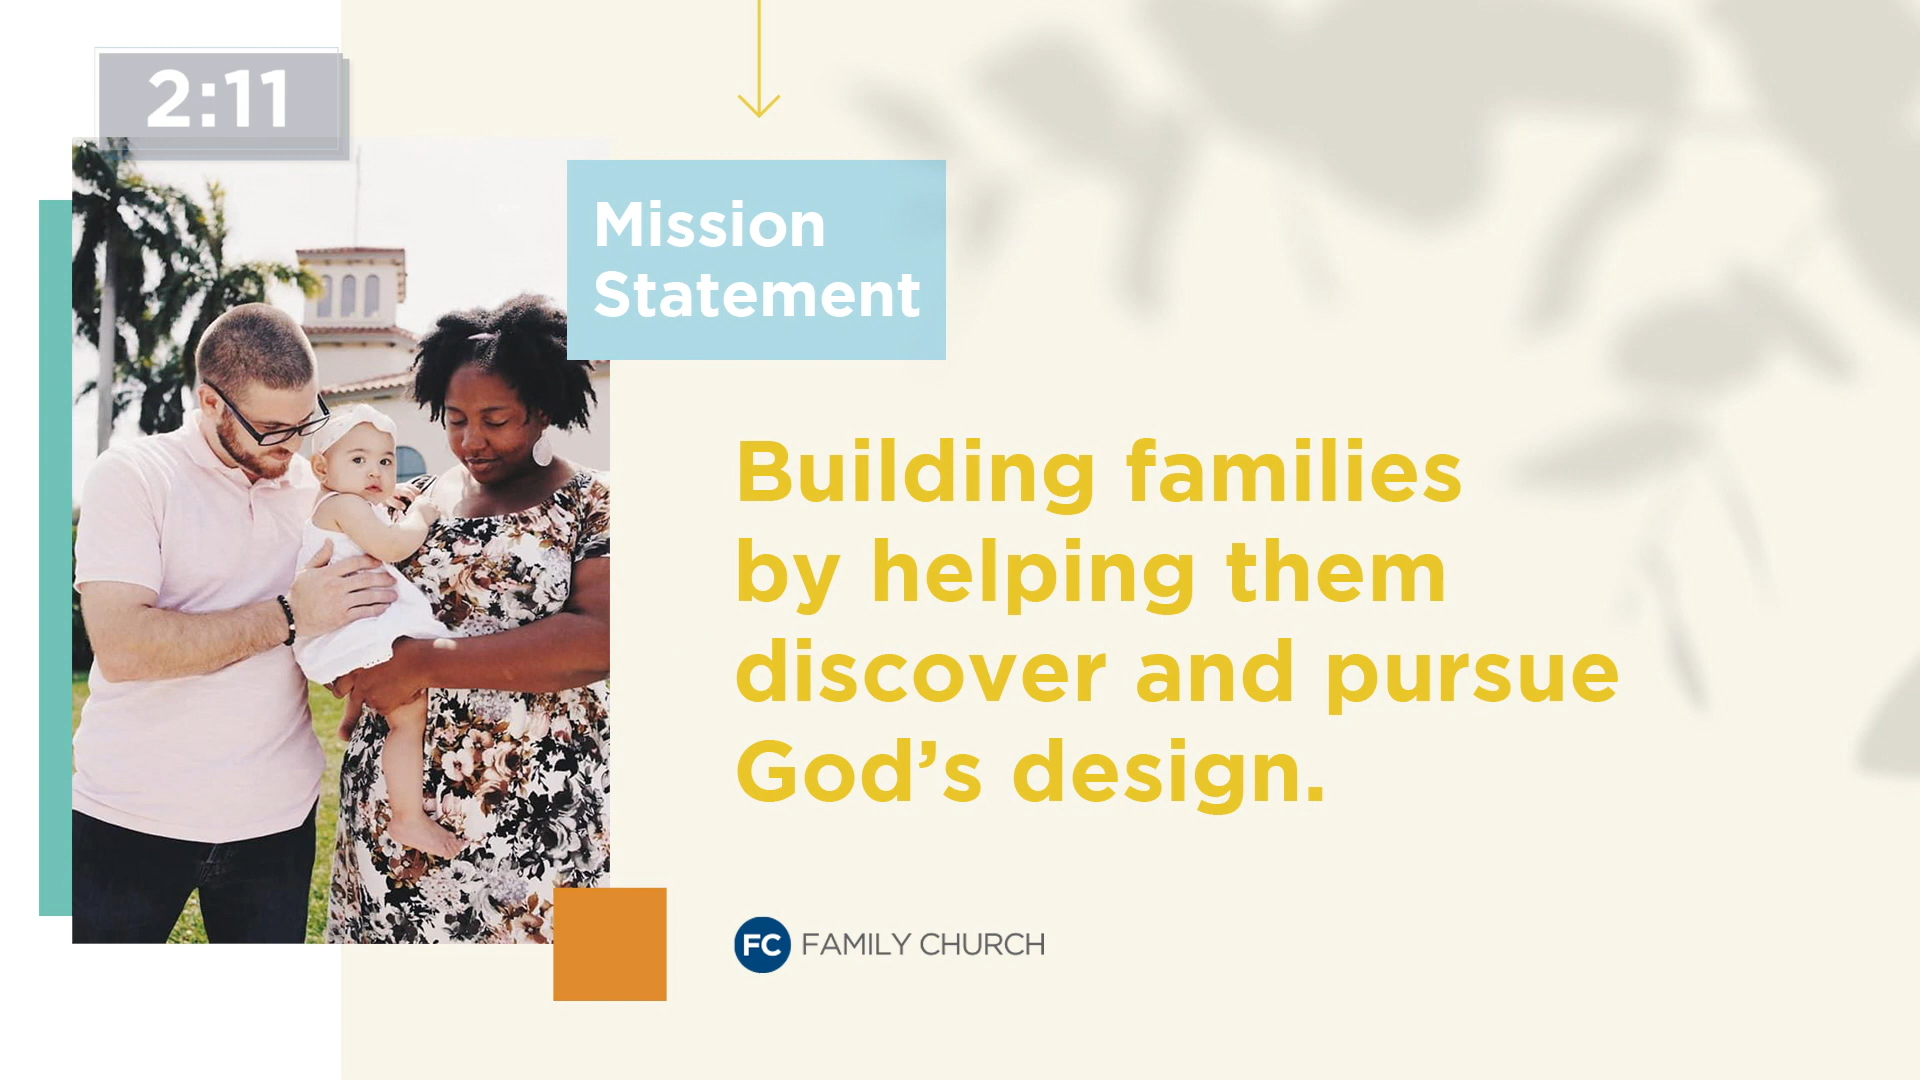 2:11
Mission
Statement
Building families
by helping them
discover and pursue
God’s design.
FC FAMILY CHURCH